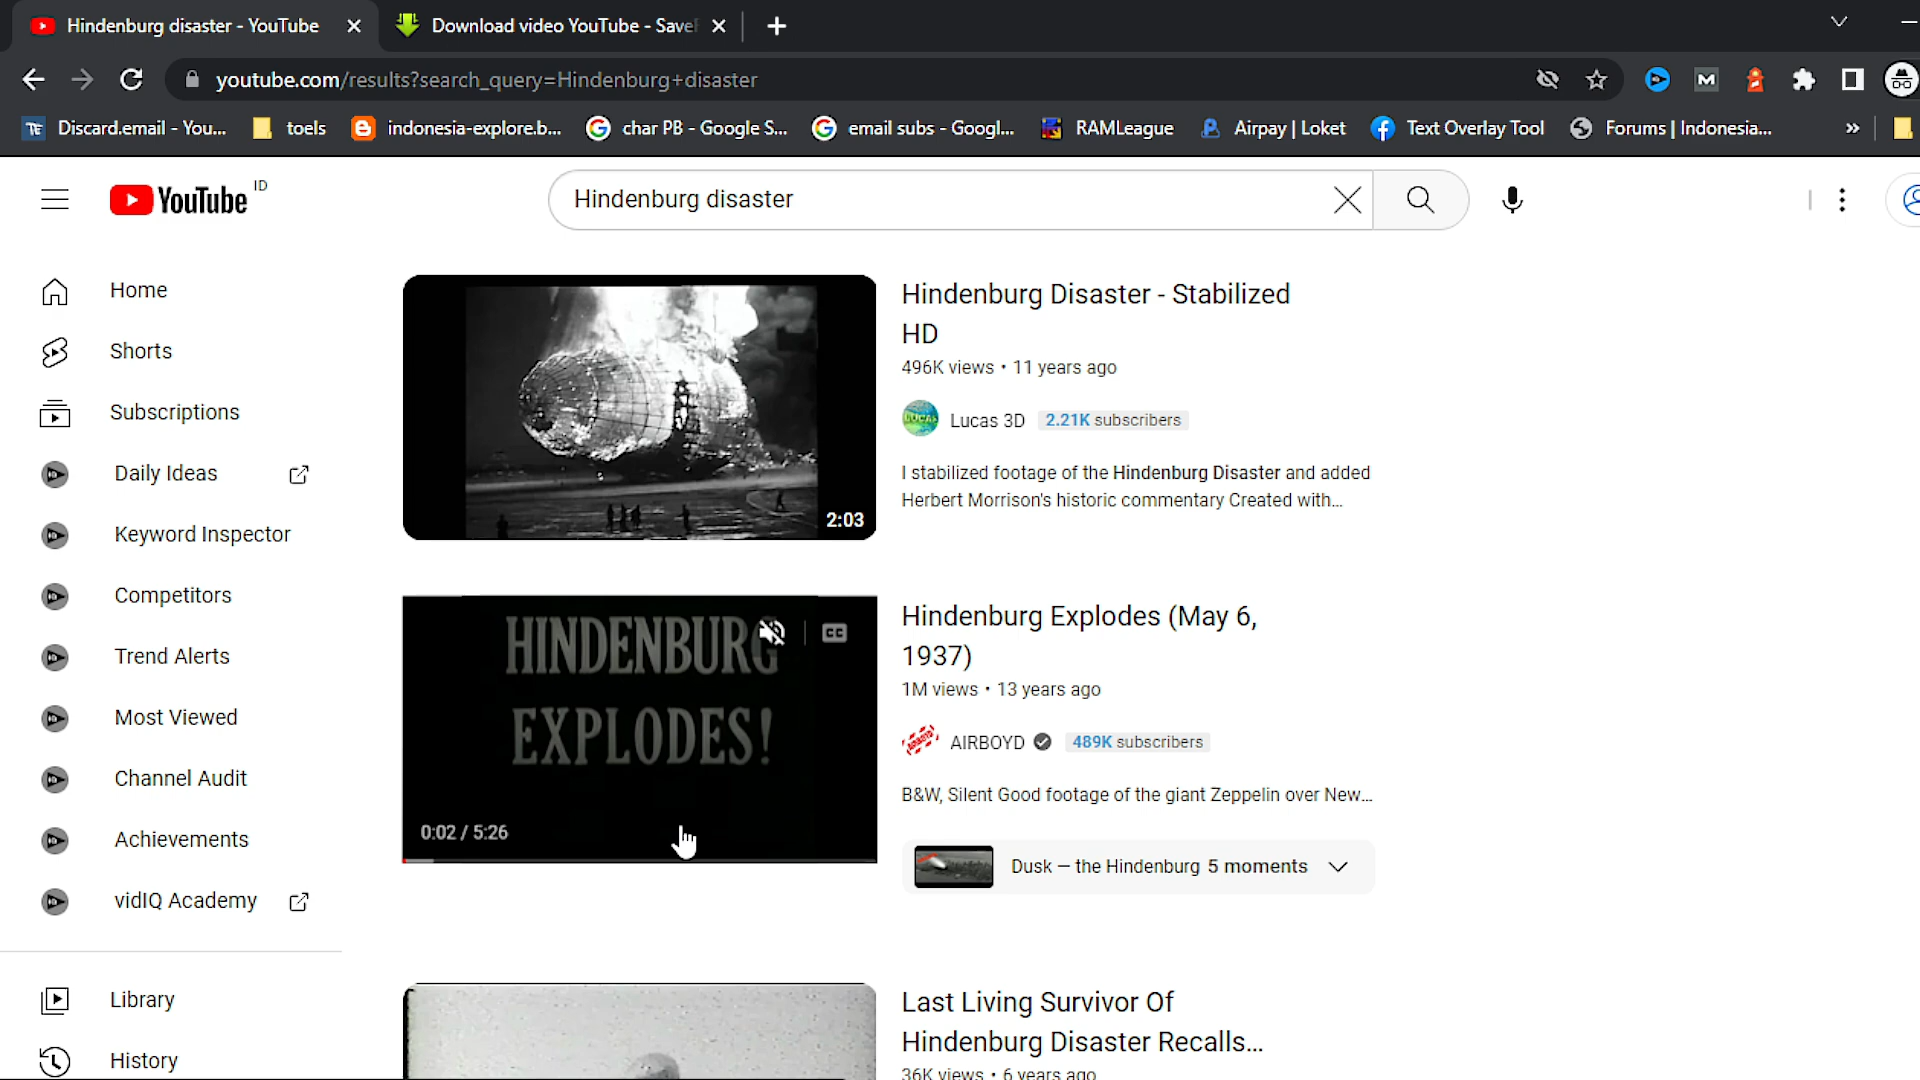 Hindenburg disaster - YouTube
Download video YouTube - Save
youtube.com/results?search_query=Hindenburg+disaster
Discard.email - You...
toels
indonesia-explore.b...
char PB - Google S...
email subs - Googl...
RAMLeague
Airpay | Loket
Text Overlay Tool
Forums | Indonesia...
»
YouTube ID
Hindenburg disaster
Home
Shorts
Subscriptions
Daily Ideas
Keyword Inspector
Competitors
Trend Alerts
Most Viewed
Channel Audit
Achievements
vidIQ Academy
Library
History
2:03
Hindenburg Disaster - Stabilized
HD
496K views • 11 years ago
Lucas 3D 2.21K subscribers
I stabilized footage of the Hindenburg Disaster and added
Herbert Morrison's historic commentary Created with...
HINDENBURG
EXPLODES!
CC
0:02 / 5:26
Hindenburg Explodes (May 6,
1937)
1M views • 13 years ago
AIRBOYD 489K subscribers
B&W, Silent Good footage of the giant Zeppelin over New...
Dusk – the Hindenburg 5 moments
Last Living Survivor Of
Hindenburg Disaster Recalls...
36K views • 6 years ago